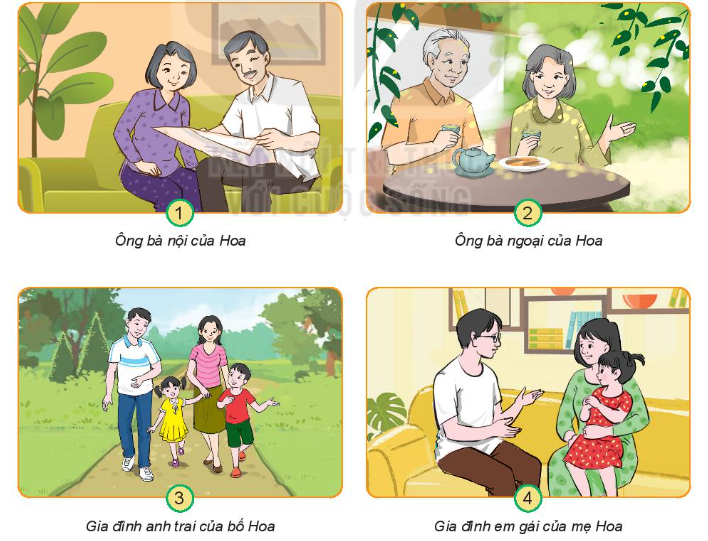 1
2
Ông bà nội của Hoa
Ông bà ngoại của Hoa
3
4
Gia đình anh trai của bố Hoa
Gia đình em gái của mẹ Hoa